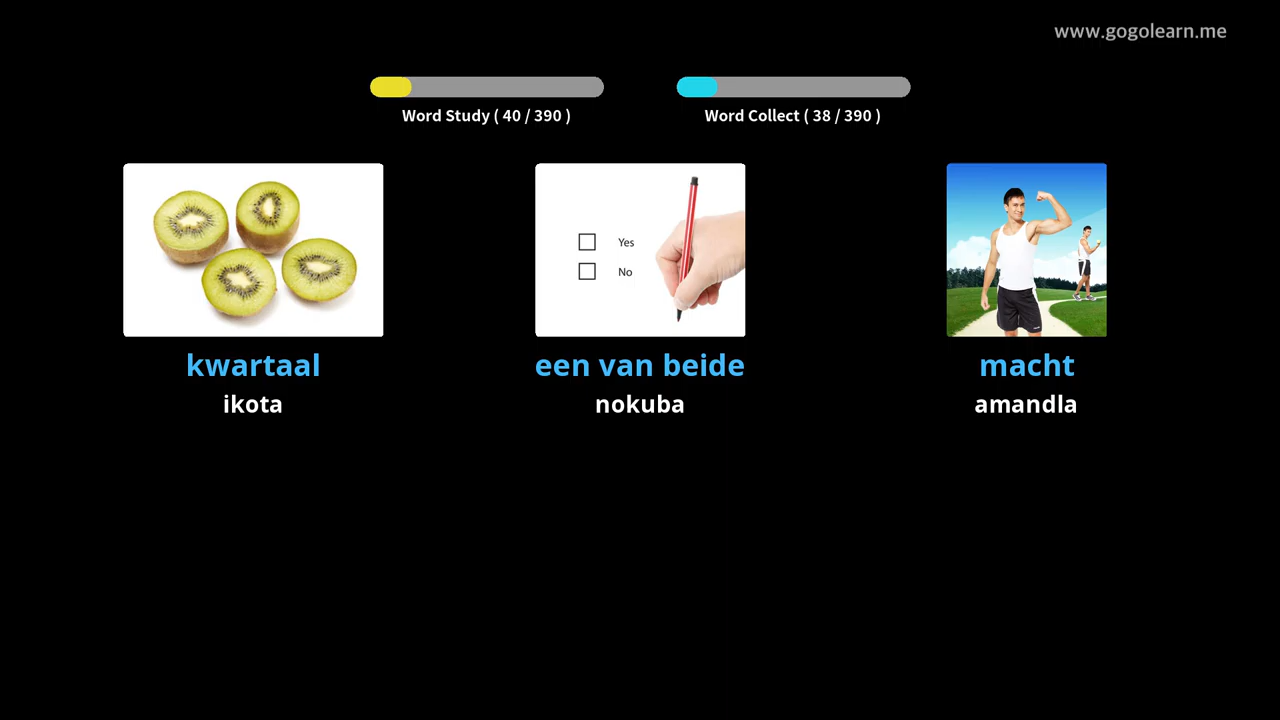 www.gogolearn.me
Word Study ( 40 / 390 )
Word Collect ( 38 / 390 )
Yes
No
kwartaal
ikota
een van beide
nokuba
macht
amandla